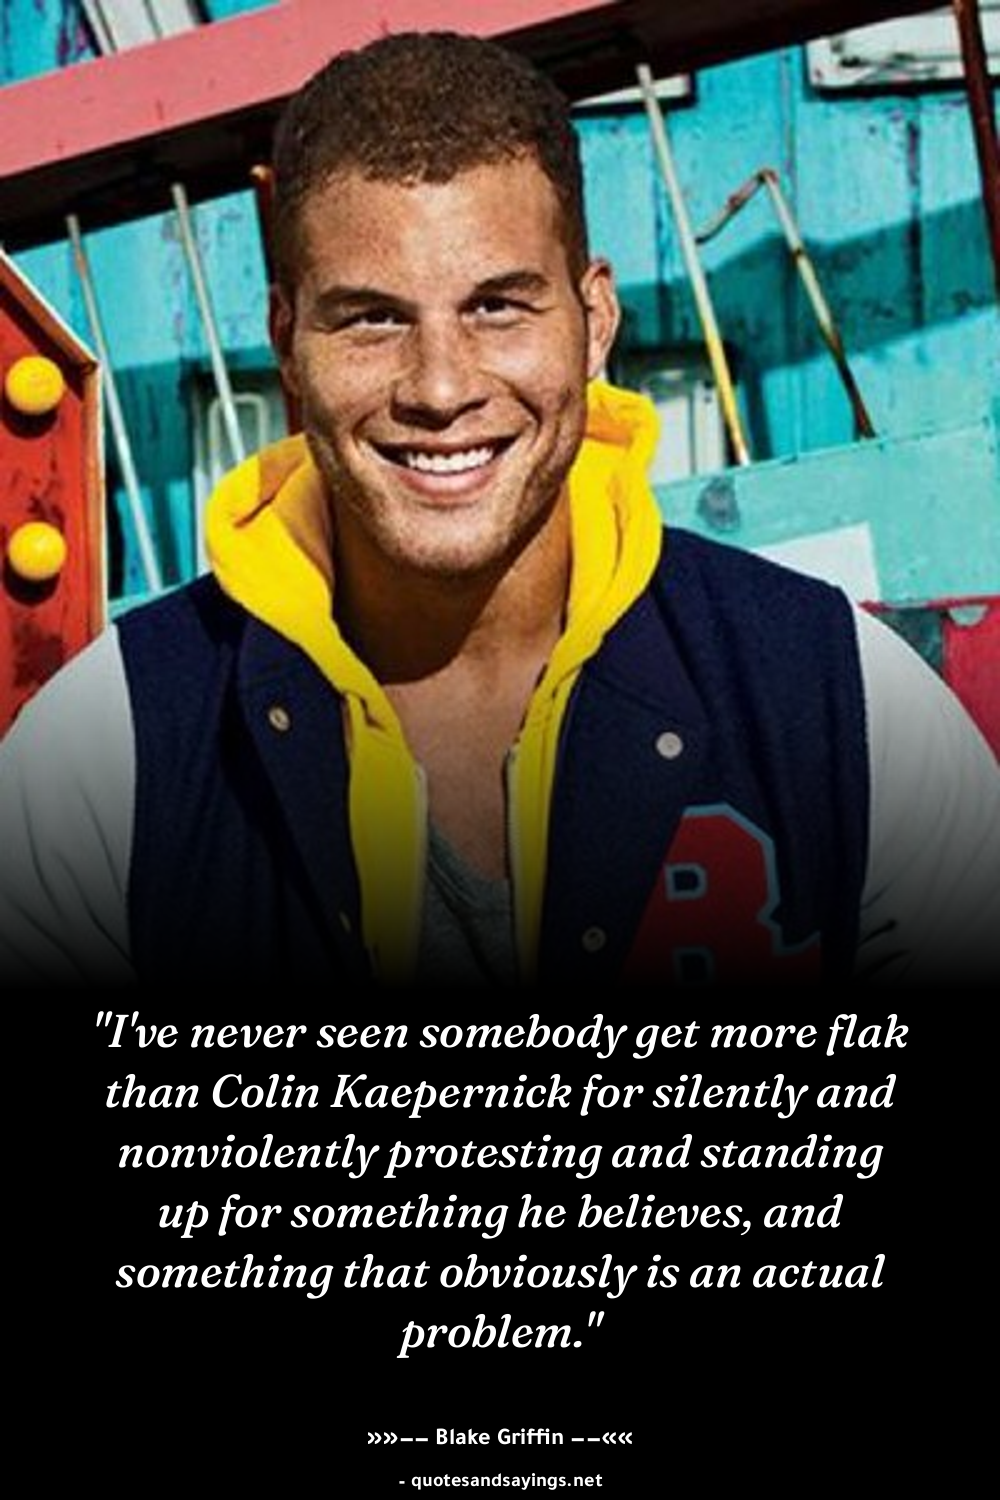 R
"I've never seen somebody get more flak
than Colin Kaepernick for silently and
nonviolently protesting and standing
up for something he believes, and
something that obviously is an actual
problem."
»»–– Blake Griffin ––««
- quotesandsayings.net